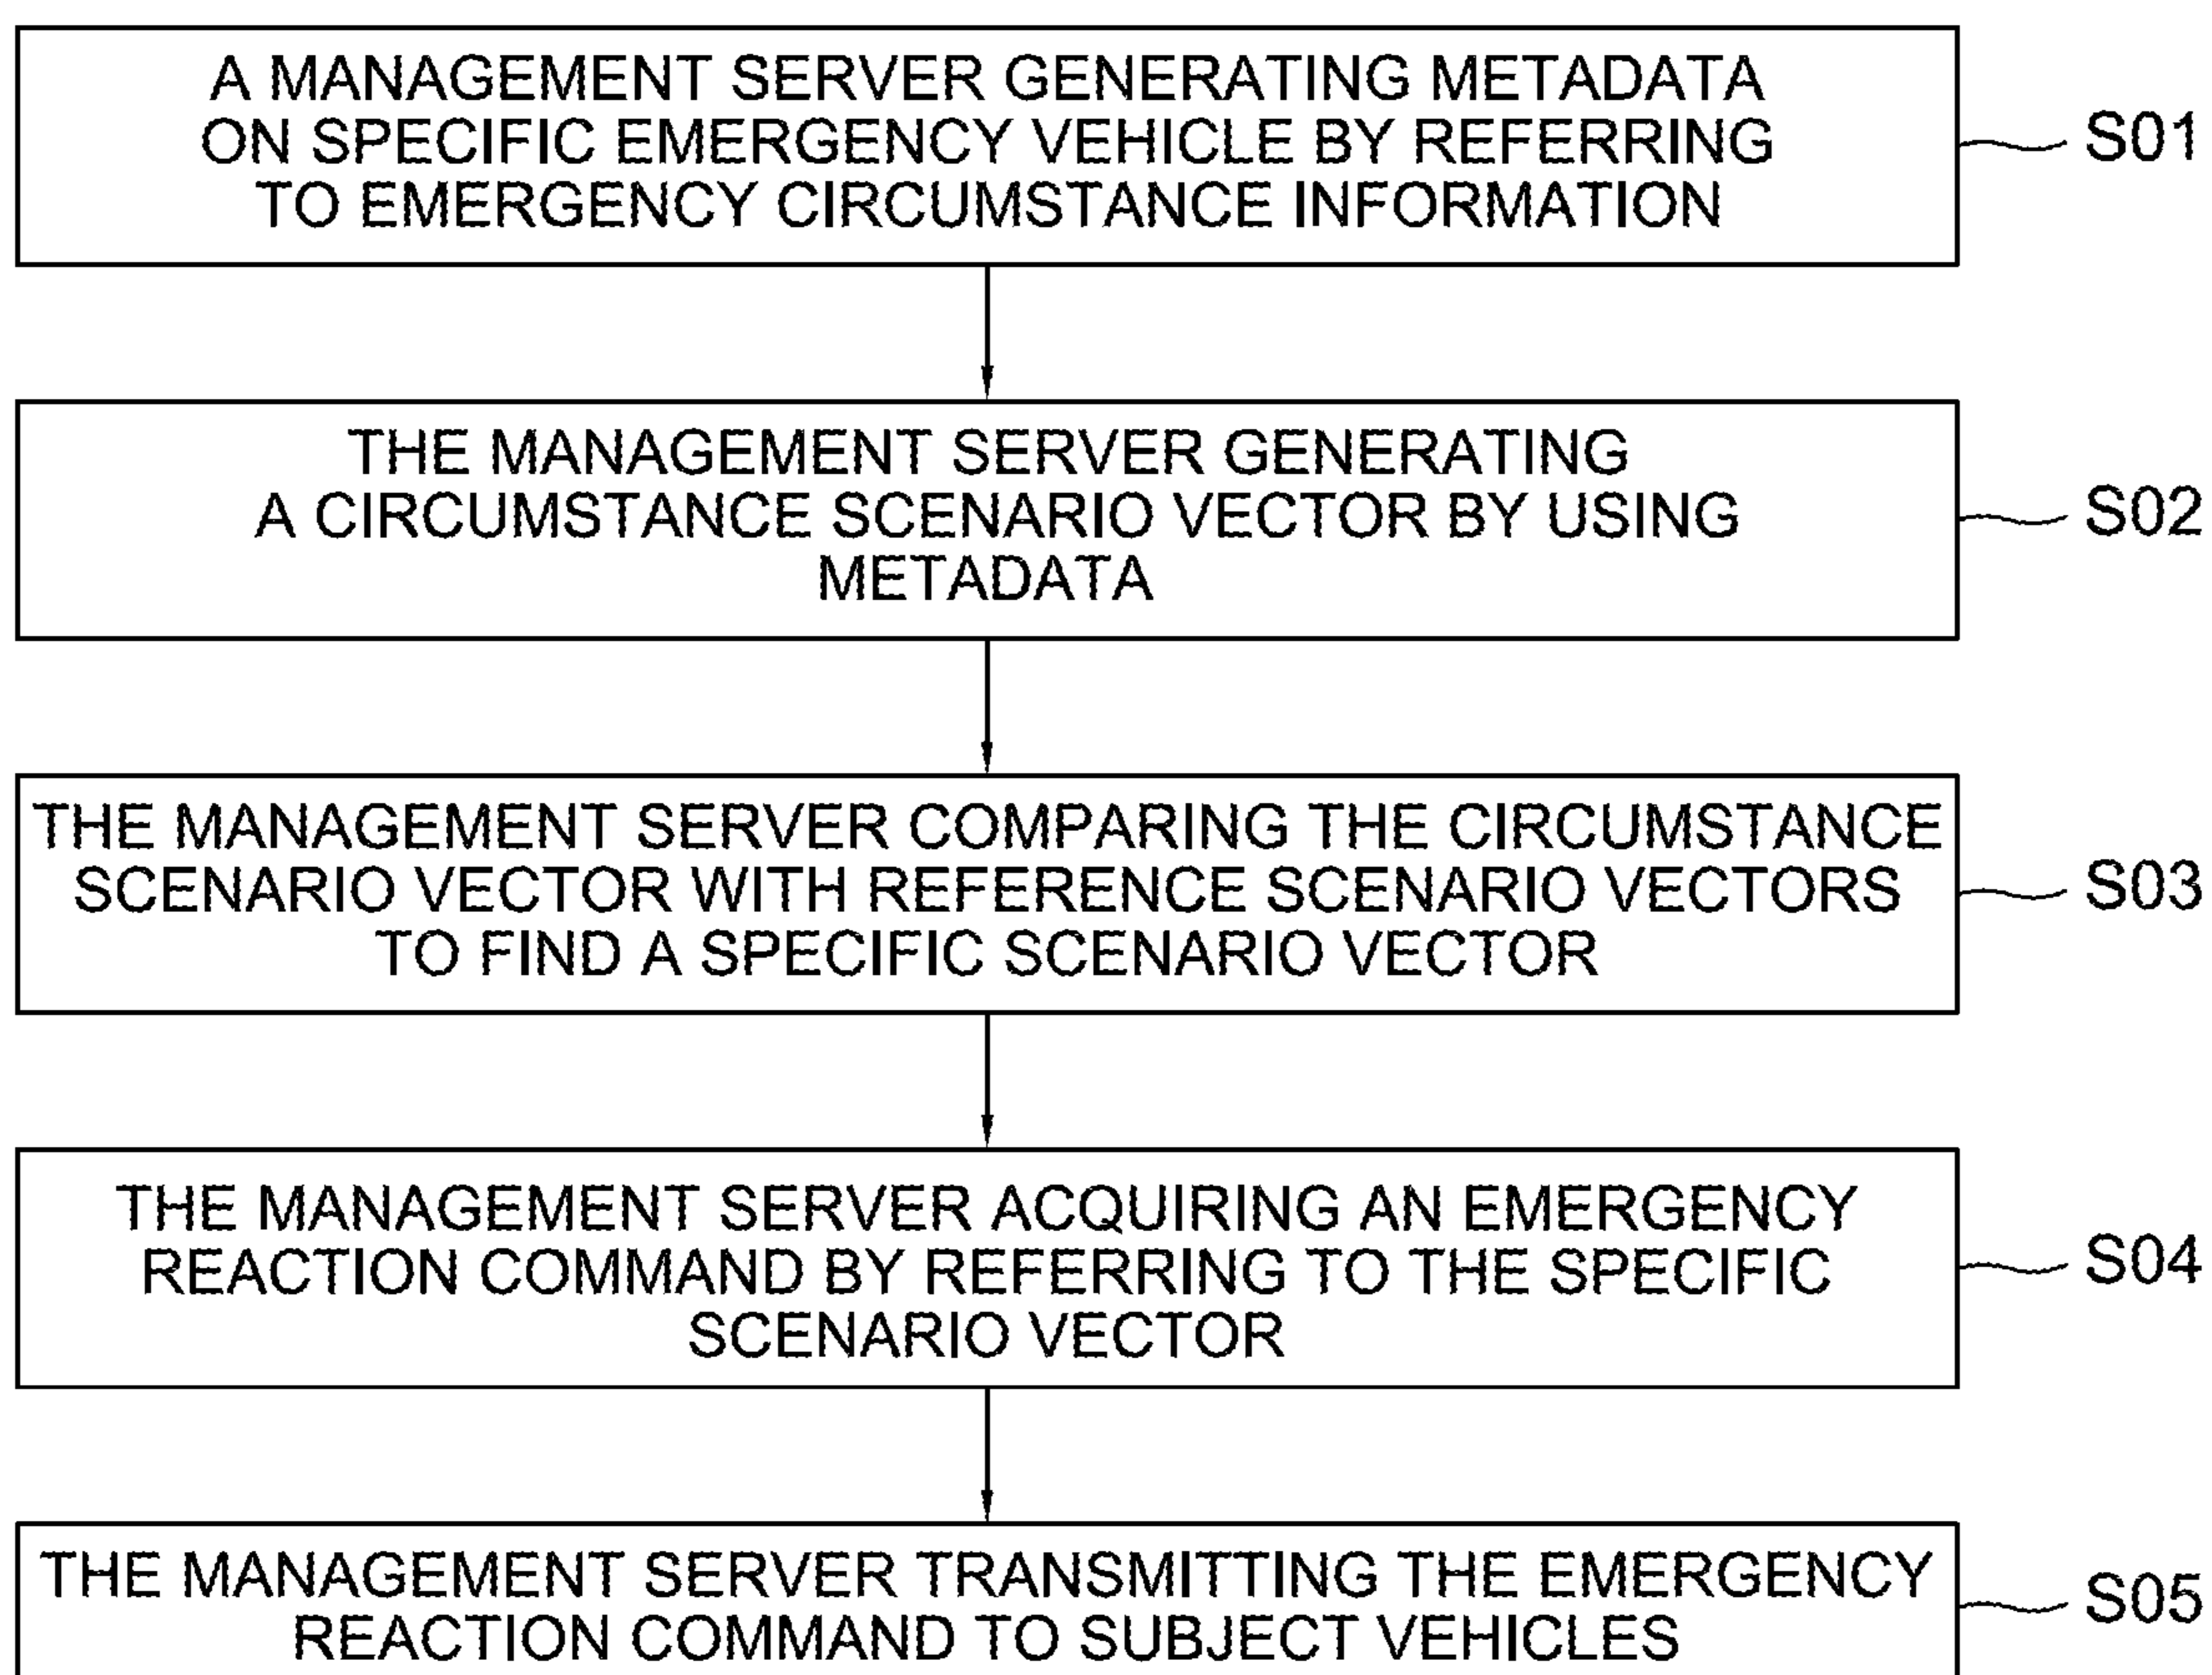 A MANAGEMENT SERVER GENERATING METADATA
ON SPECIFIC EMERGENCY VEHICLE BY REFERRING
TO EMERGENCY CIRCUMSTANCE INFORMATION
S01
THE MANAGEMENT SERVER GENERATING
A CIRCUMSTANCE SCENARIO VECTOR BY USING
METADATA
S02
THE MANAGEMENT SERVER COMPARING THE CIRCUMSTANCE
SCENARIO VECTOR WITH REFERENCE SCENARIO VECTORS
TO FIND A SPECIFIC SCENARIO VECTOR
S03
THE MANAGEMENT SERVER ACQUIRING AN EMERGENCY
REACTION COMMAND BY REFERRING TO THE SPECIFIC
SCENARIO VECTOR
S04
THE MANAGEMENT SERVER TRANSMITTING THE EMERGENCY
REACTION COMMAND TO SUBJECT VEHICLES
S05